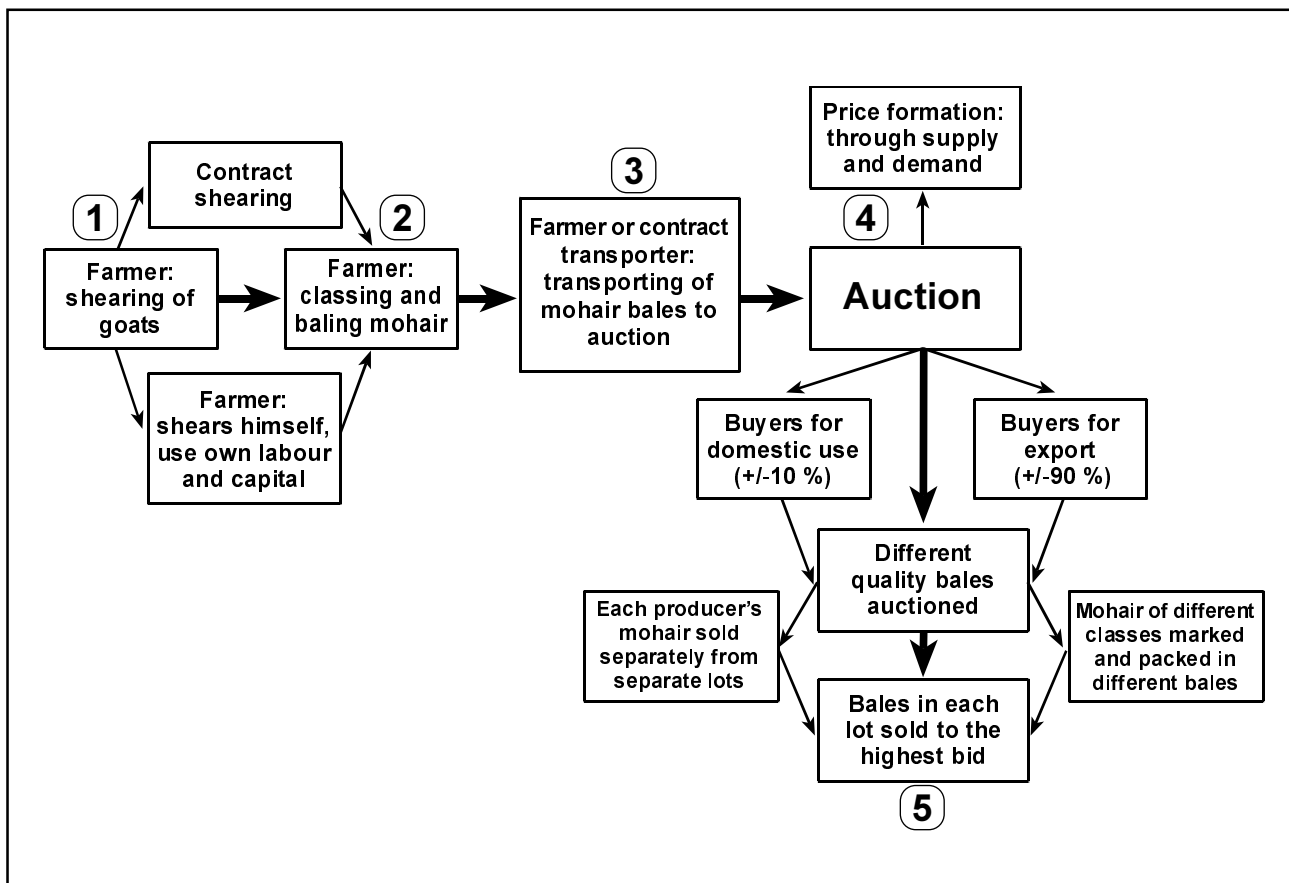 1
Farmer:
shearing of
goats
Contract
shearing
Farmer:
shears himself,
use own labour
and capital
2
Farmer:
classing and
baling mohair
3
Farmer or contract
transporter:
transporting of
mohair bales to
auction
4
Auction
Price formation:
through supply
and demand
Buyers for
domestic use
(+/-10 %)
Buyers for
export
(+/-90 %)
Different
quality bales
auctioned
Each producer’s
mohair sold
separately from
separate lots
Mohair of different
classes marked
and packed in
different bales
Bales in each
lot sold to the
highest bid
5